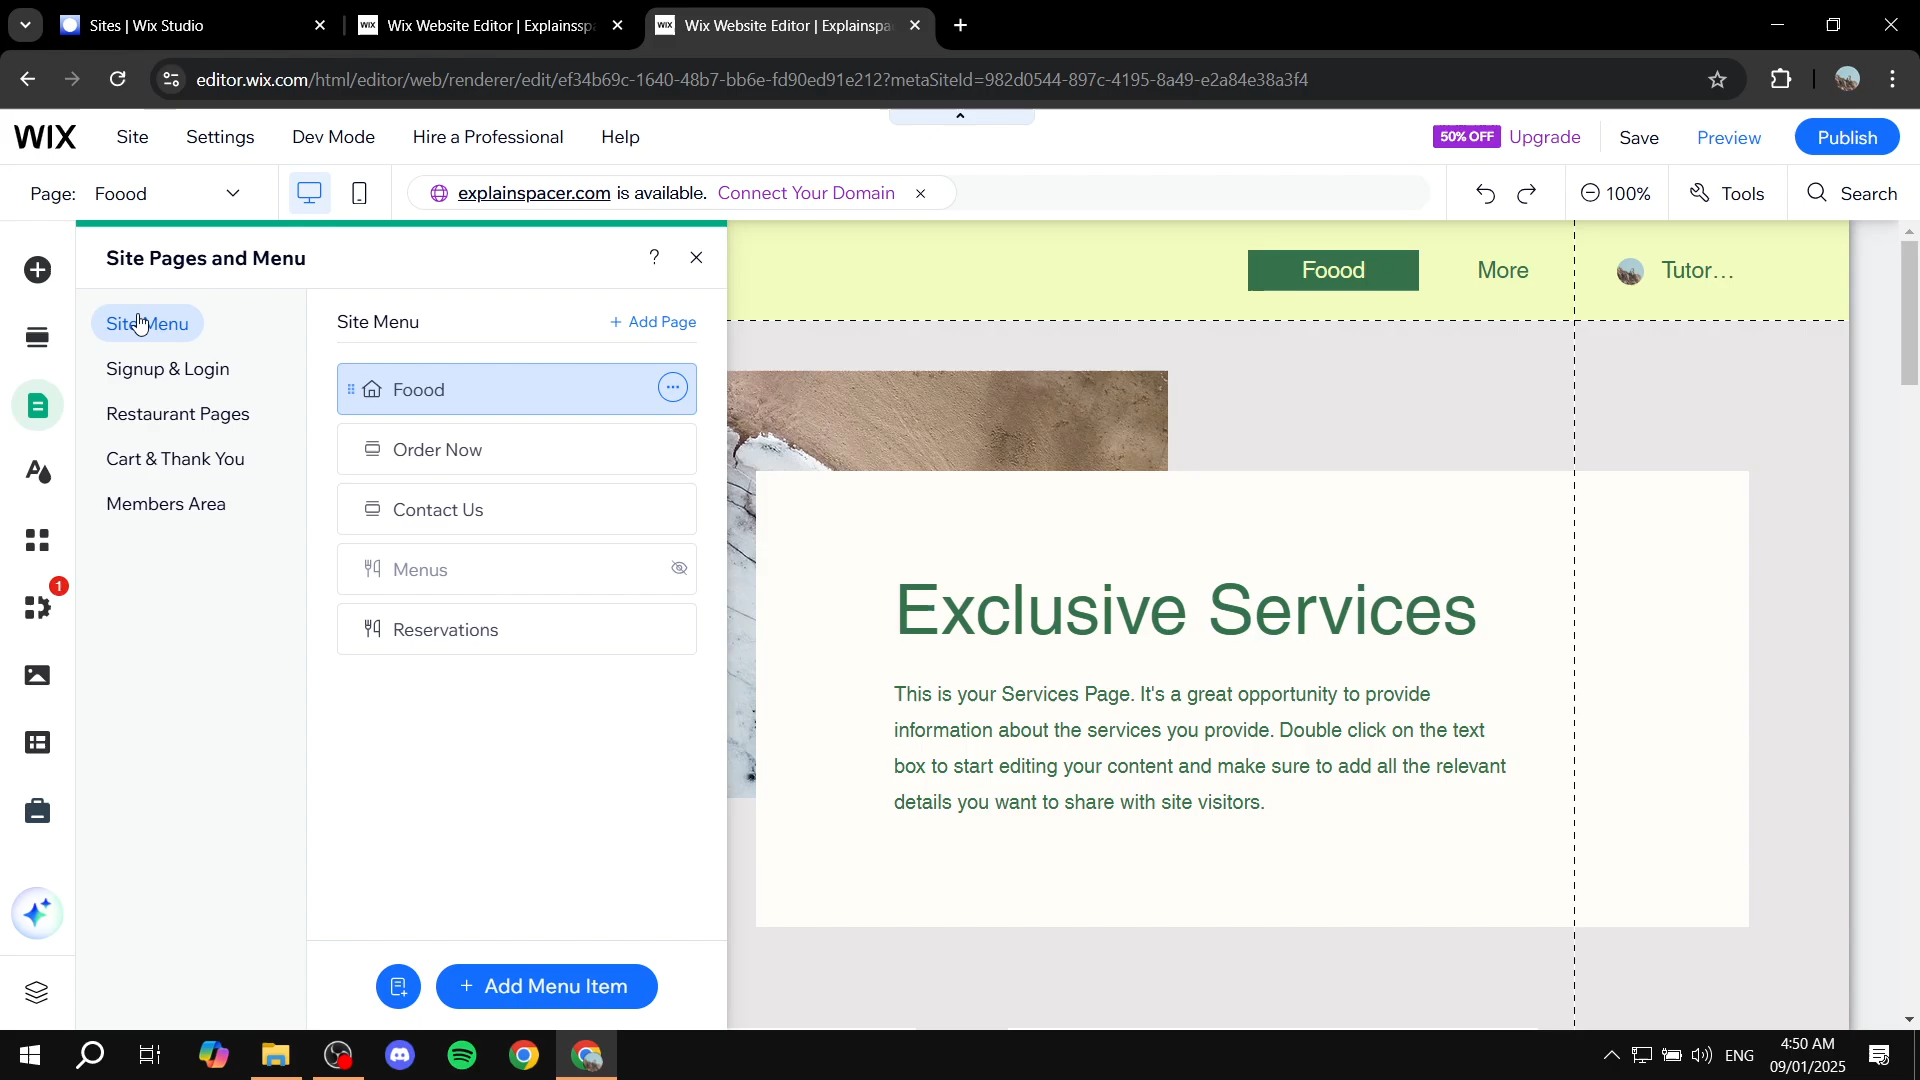 Sites | Wix Studio
WIX Wix Website Editor | Explainssp
WIX Wix Website Editor | Explainspa
editor.wix.com/html/editor/web/renderer/edit/ef34b69c-1640-48b7-bb6e-fd90ed91e212?metaSiteId=982d0544-897c-4195-8a49-e2a84e38a3f4
WIX Site Settings Dev Mode Hire a Professional Help 50% OFF Upgrade Save Preview Publish
Page: Foood explainspacer.com is available. Connect Your Domain 100% Tools Search
Site Pages and Menu ?
Foood More Tutor...
Site Menu
Signup & Login
Restaurant Pages
Cart & Thank You
Members Area
Site Menu + Add Page
Foood
Order Now
Contact Us
Menus
Reservations
1
+ Add Menu Item
Exclusive Services
This is your Services Page. It's a great opportunity to provide
information about the services you provide. Double click on the text
box to start editing your content and make sure to add all the relevant
details you want to share with site visitors.
ENG
4:50 AM
09/01/2025